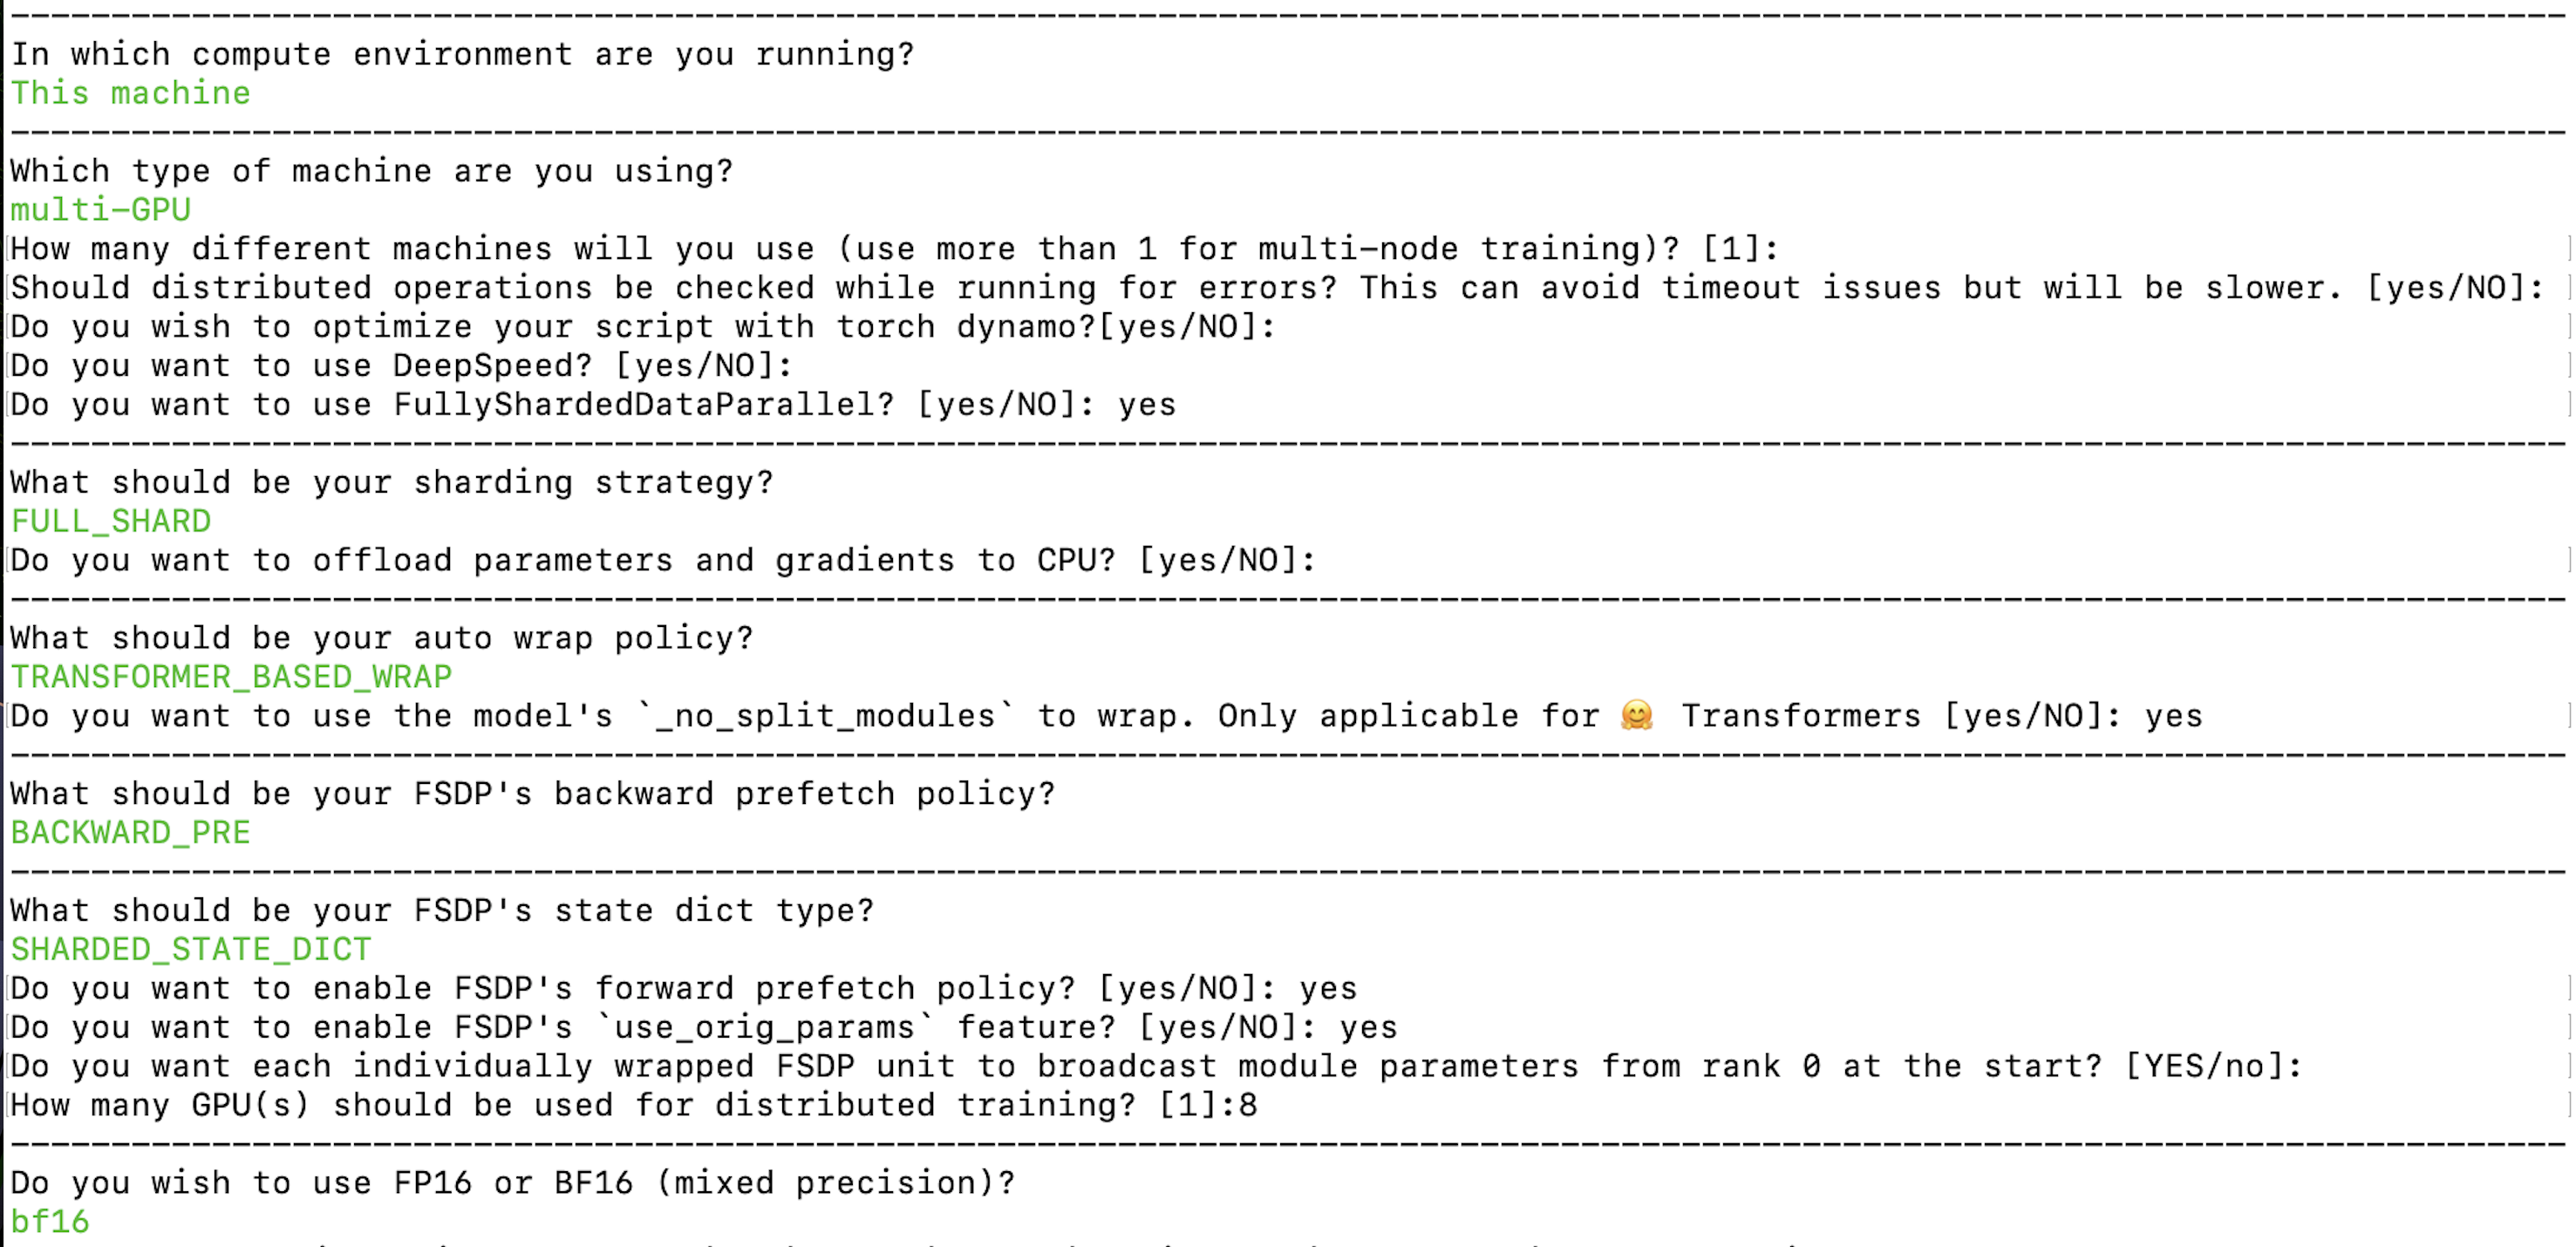 In which compute environment are you running?
This machine
Which type of machine are you using?
multi-GPU
How many different machines will you use (use more than 1 for multi-node training)? [1]:
Should distributed operations be checked while running for errors? This can avoid timeout issues but will be slower. [yes/NO]:
Do you wish to optimize your script with torch dynamo?[yes/NO]:
Do you want to use DeepSpeed? [yes/NO]:
Do you want to use FullyShardedDataParallel? [yes/NO]: yes
What should be your sharding strategy?
FULL_SHARD
Do you want to offload parameters and gradients to CPU? [yes/NO]:
What should be your auto wrap policy?
TRANSFORMER_BASED_WRAP
Do you want to use the model's `_no_split_modules` to wrap. Only applicable for 🤗 Transformers [yes/NO]: yes
What should be your FSDP's backward prefetch policy?
BACKWARD_PRE
What should be your FSDP's state dict type?
SHARDED_STATE_DICT
Do you want to enable FSDP's forward prefetch policy? [yes/NO]: yes
Do you want to enable FSDP's `use_orig_params` feature? [yes/NO]: yes
Do you want each individually wrapped FSDP unit to broadcast module parameters from rank 0 at the start? [YES/no]:
How many GPU(s) should be used for distributed training? [1]:8
Do you wish to use FP16 or BF16 (mixed precision)?
bf16